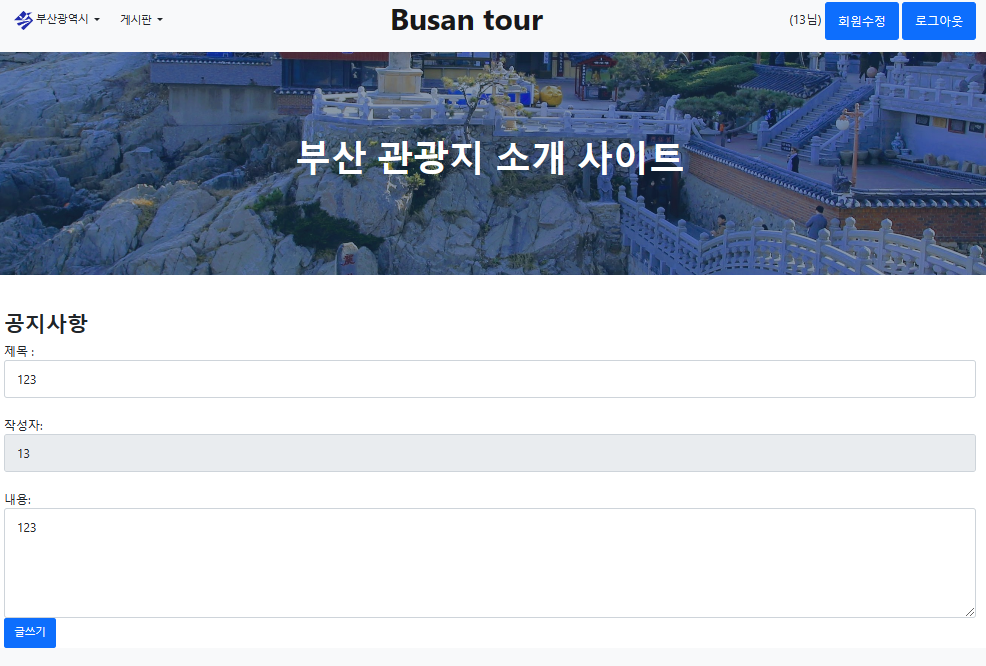 부산광역시 게시판 Busan tour (13님) 회원수정 로그아웃
부산 관광지 소개 사이트
공지사항
제목 :
123
작성자:
13
내용:
123
글쓰기